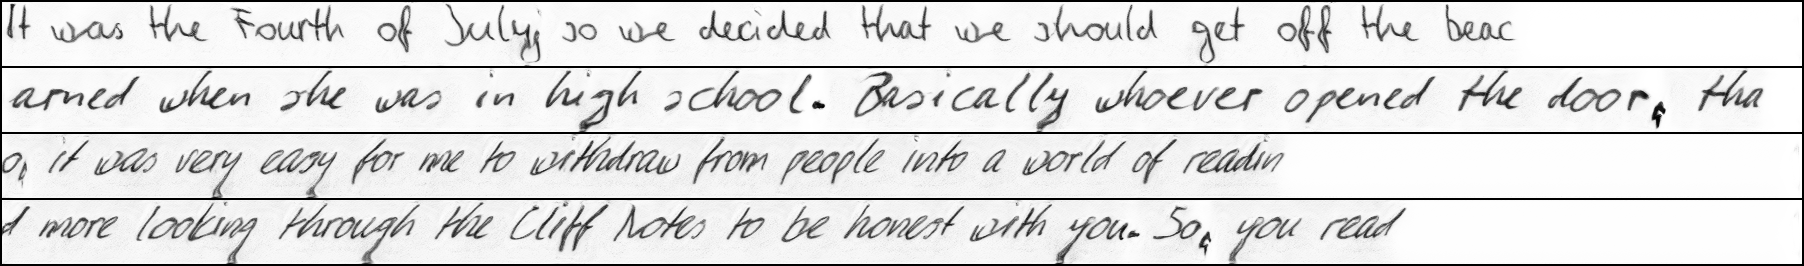 It was the Fourth of July, so we decided that we should get off the beac
arned when she was in high school. Basically whoever opened the door, tha
o, it was very easy for me to withdraw from people into a world of readin
d more looking through the Cliff Notes to be honest with you. So, you read